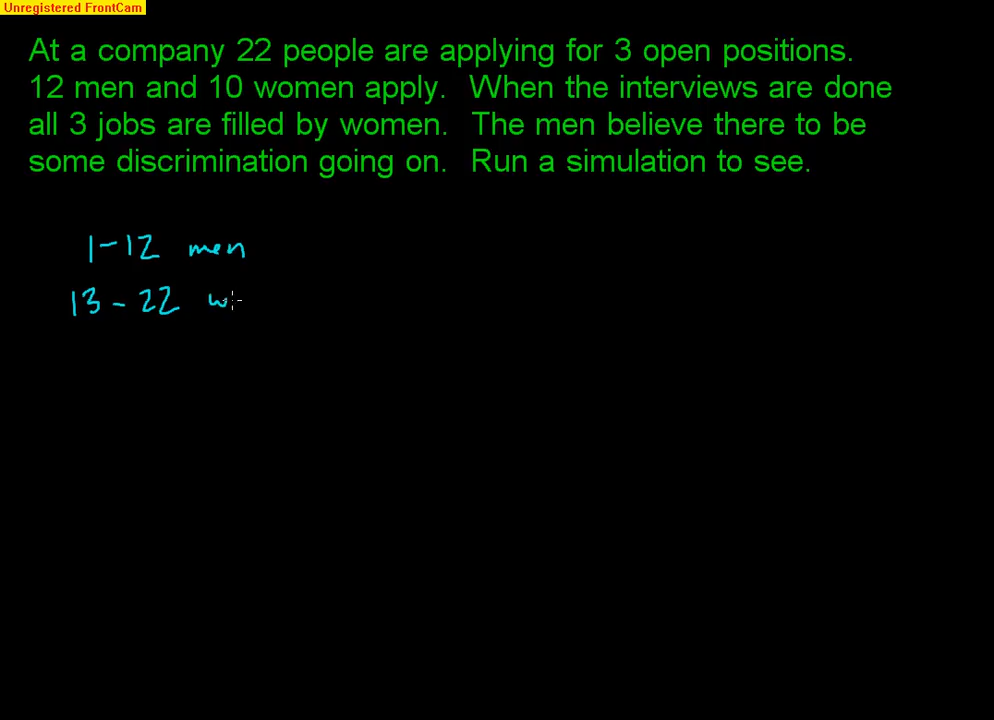 Unregistered FrontCam
At a company 22 people are applying for 3 open positions.
12 men and 10 women apply. When the interviews are done
all 3 jobs are filled by women. The men believe there to be
some discrimination going on. Run a simulation to see.
1-12 men
13-22 w